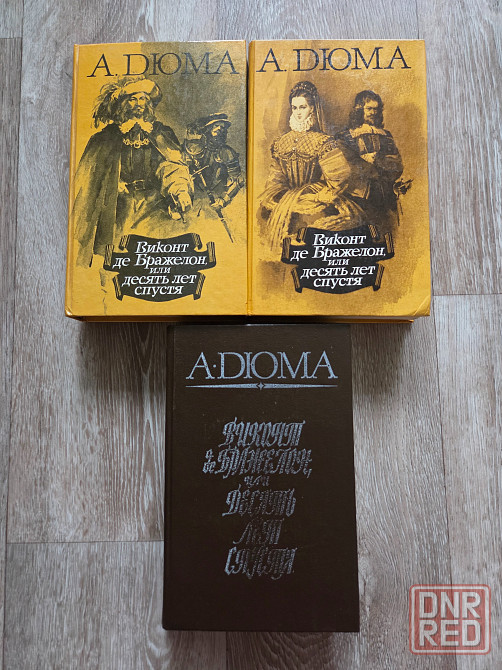 А. ДЮМА
Виконт
де Бражелон,
или
десять лет
спустя
А. ДЮМА
Виконт
де Бражелон,
или
десять лет
спустя
А·ДЮМА
ВИКОНТ
де БРАЖЕЛОН,
или
ДЕСЯТЬ
ЛЕТ
СПУСТЯ
DNR
RED